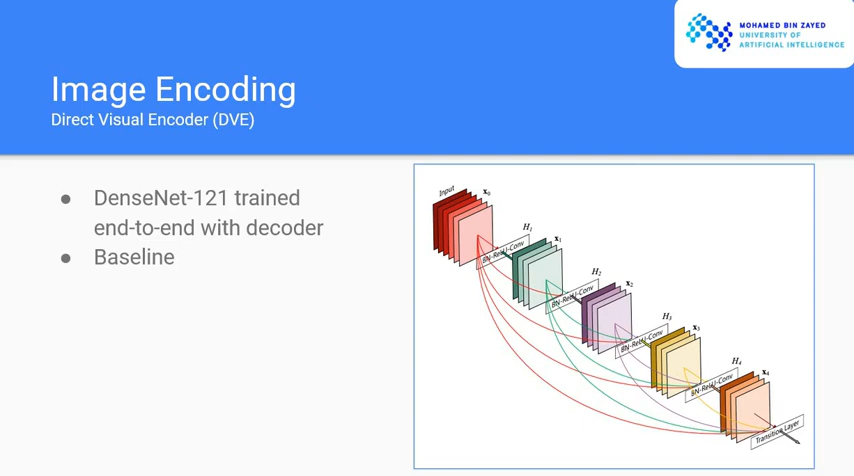 MOHAMED BIN ZAYED
UNIVERSITY OF
ARTIFICIAL INTELLIGENCE
Image Encoding
Direct Visual Encoder (DVE)
● DenseNet-121 trained
end-to-end with decoder
● Baseline
Input
x₀
H₁
BN-ReLU-Conv
x₁
H₂
BN-ReLU-Conv
x₂
H₃
BN-ReLU-Conv
x₃
H₄
BN-ReLU-Conv
x₄
Transition Layer